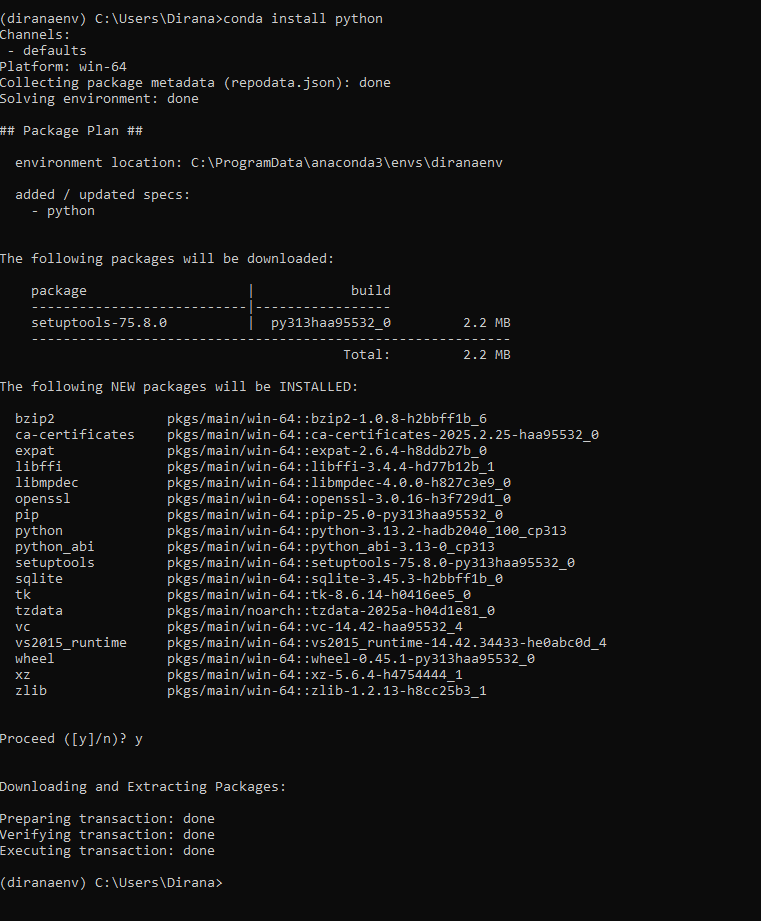 (diranaenv) C:\Users\Dirana>conda install python
Channels:
 - defaults
Platform: win-64
Collecting package metadata (repodata.json): done
Solving environment: done

## Package Plan ##

  environment location: C:\ProgramData\anaconda3\envs\diranaenv

  added / updated specs:
    - python


The following packages will be downloaded:

    package                    |            build
    ---------------------------|-----------------
    setuptools-75.8.0          |  py313haa95532_0         2.2 MB
    ------------------------------------------------------------
                                           Total:         2.2 MB

The following NEW packages will be INSTALLED:

  bzip2              pkgs/main/win-64::bzip2-1.0.8-h2bbff1b_6
  ca-certificates    pkgs/main/win-64::ca-certificates-2025.2.25-haa95532_0
  expat              pkgs/main/win-64::expat-2.6.4-h8ddb27b_0
  libffi             pkgs/main/win-64::libffi-3.4.4-hd77b12b_1
  libmpdec           pkgs/main/win-64::libmpdec-4.0.0-h827c3e9_0
  openssl            pkgs/main/win-64::openssl-3.0.16-h3f729d1_0
  pip                pkgs/main/win-64::pip-25.0-py313haa95532_0
  python             pkgs/main/win-64::python-3.13.2-hadb2040_100_cp313
  python_abi         pkgs/main/win-64::python_abi-3.13-0_cp313
  setuptools         pkgs/main/win-64::setuptools-75.8.0-py313haa95532_0
  sqlite             pkgs/main/win-64::sqlite-3.45.3-h2bbff1b_0
  tk                 pkgs/main/win-64::tk-8.6.14-h0416ee5_0
  tzdata             pkgs/main/noarch::tzdata-2025a-h04d1e81_0
  vc                 pkgs/main/win-64::vc-14.42-haa95532_4
  vs2015_runtime     pkgs/main/win-64::vs2015_runtime-14.42.34433-he0abc0d_4
  wheel              pkgs/main/win-64::wheel-0.45.1-py313haa95532_0
  xz                 pkgs/main/win-64::xz-5.6.4-h4754444_1
  zlib               pkgs/main/win-64::zlib-1.2.13-h8cc25b3_1


Proceed ([y]/n)? y


Downloading and Extracting Packages:

Preparing transaction: done
Verifying transaction: done
Executing transaction: done

(diranaenv) C:\Users\Dirana>